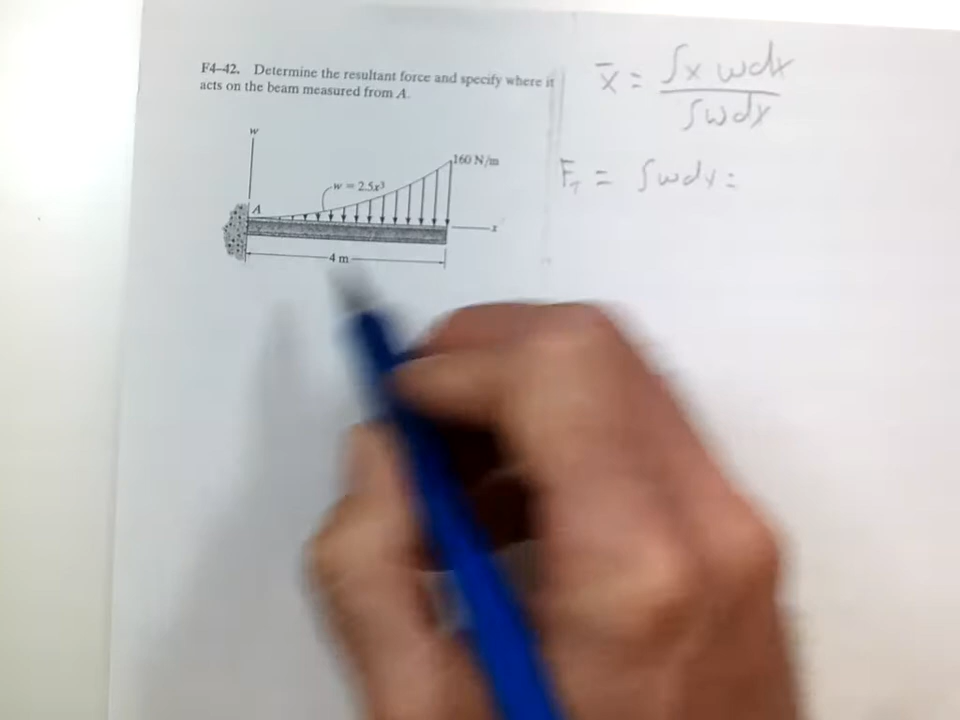 F4–42. Determine the resultant force and specify where it
acts on the beam measured from A.
x̄ = ∫x wdx / ∫wdx
F_T = ∫wdx =
w
160 N/m
w = 2.5x³
A
x
4 m